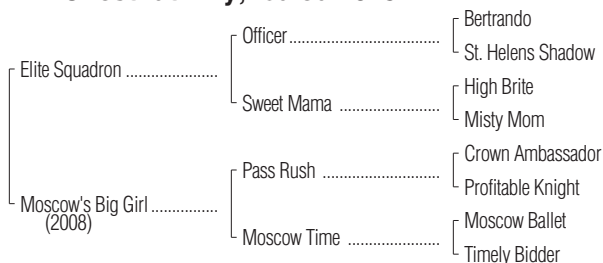 Bertrando
Officer
St. Helens Shadow
Elite Squadron
High Brite
Sweet Mama
Misty Mom
Crown Ambassador
Pass Rush
Profitable Knight
Moscow's Big Girl
(2008)
Moscow Ballet
Moscow Time
Timely Bidder